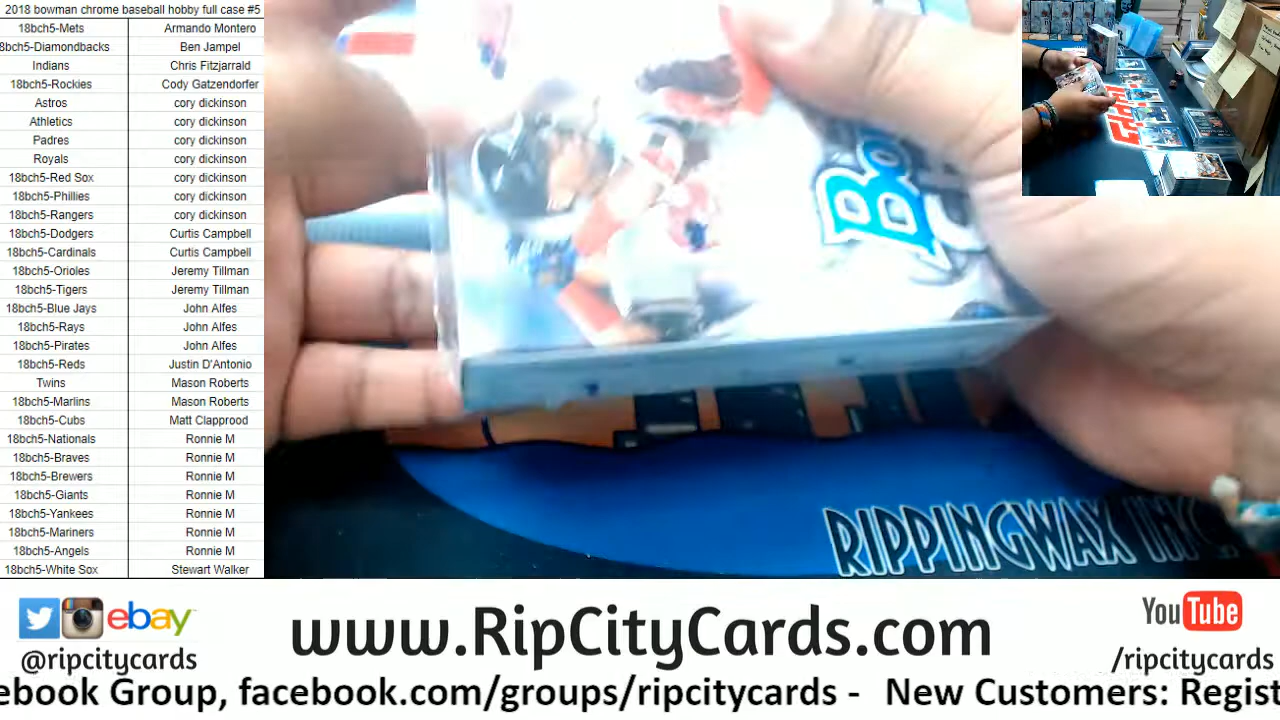 2018 bowman chrome baseball hobby full case #5
18bch5-Mets Armando Montero
8bch5-Diamondbacks Ben Jampel
Indians Chris Fitzjarrald
18bch5-Rockies Cody Gatzendorfer
Astros cory dickinson
Athletics cory dickinson
Padres cory dickinson
Royals cory dickinson
18bch5-Red Sox cory dickinson
18bch5-Phillies cory dickinson
18bch5-Rangers cory dickinson
18bch5-Dodgers Curtis Campbell
18bch5-Cardinals Curtis Campbell
18bch5-Orioles Jeremy Tillman
18bch5-Tigers Jeremy Tillman
18bch5-Blue Jays John Alfes
18bch5-Rays John Alfes
18bch5-Pirates John Alfes
18bch5-Reds Justin D'Antonio
Twins Mason Roberts
18bch5-Marlins Mason Roberts
18bch5-Cubs Matt Clapprood
18bch5-Nationals Ronnie M
18bch5-Braves Ronnie M
18bch5-Brewers Ronnie M
18bch5-Giants Ronnie M
18bch5-Yankees Ronnie M
18bch5-Mariners Ronnie M
18bch5-Angels Ronnie M
18bch5-White Sox Stewart Walker
RIPPINGWAX INC
ebay
@ripcitycards
www.RipCityCards.com
YouTube
/ripcitycards
ebook Group, facebook.com/groups/ripcitycards - New Customers: Regist